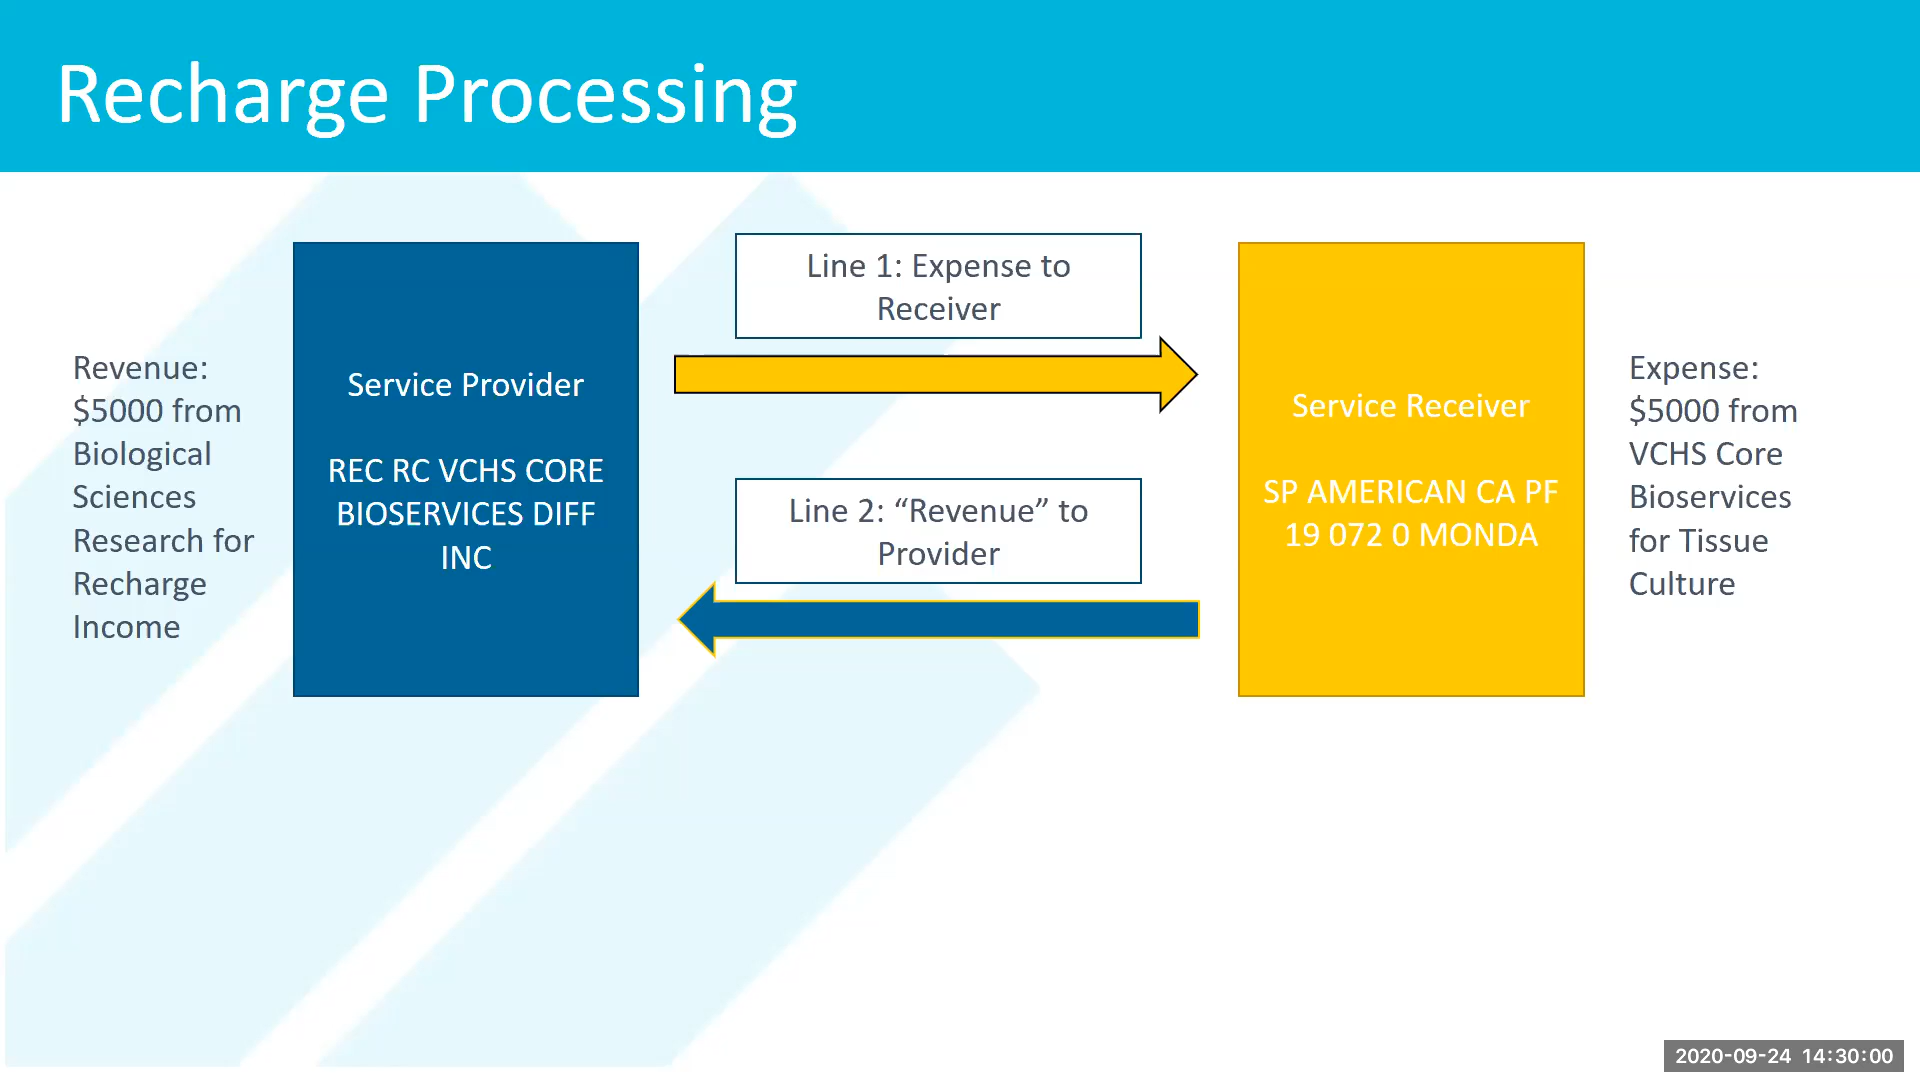 Recharge Processing
Revenue:
$5000 from
Biological
Sciences
Research for
Recharge
Income
Service Provider
REC RC VCHS CORE
BIOSERVICES DIFF
INC
Line 1: Expense to
Receiver
Line 2: “Revenue” to
Provider
Service Receiver
SP AMERICAN CA PF
19 072 0 MONDA
Expense:
$5000 from
VCHS Core
Bioservices
for Tissue
Culture
2020-09-24 14:30:00